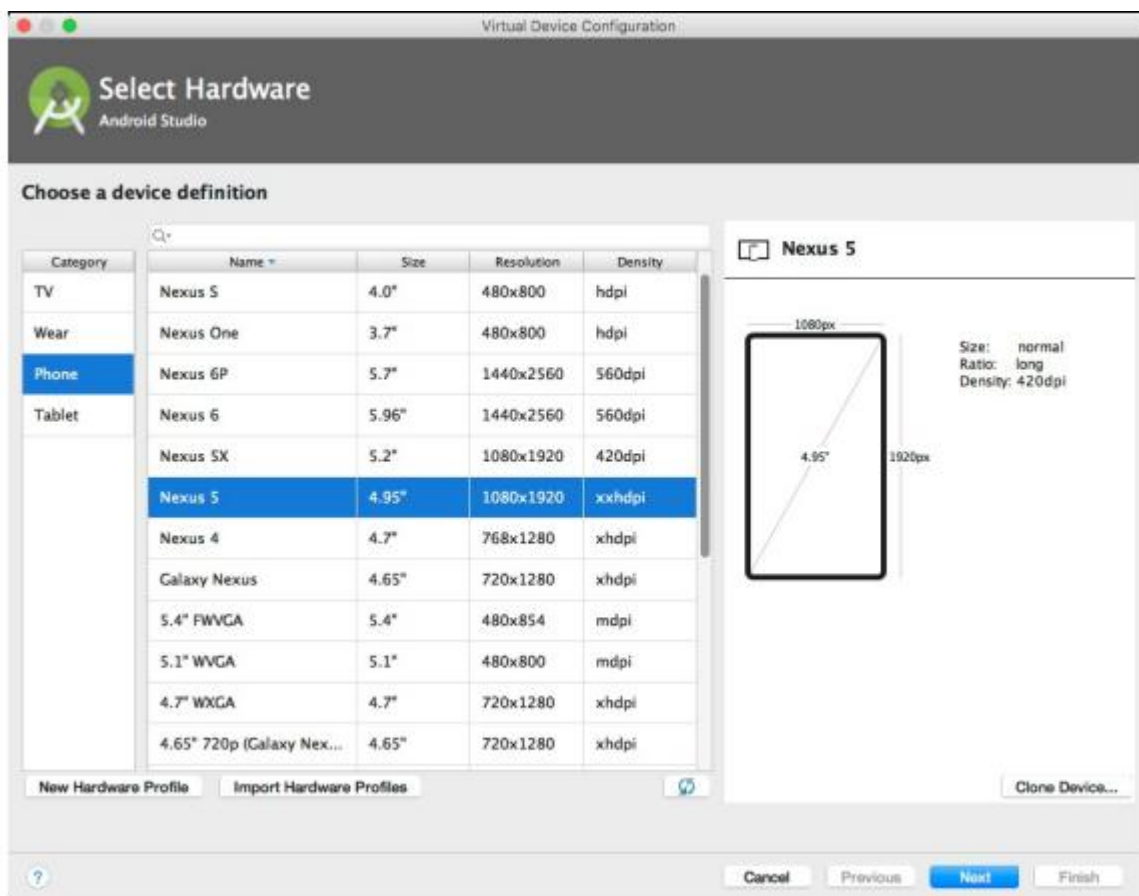 Virtual Device Configuration
Select Hardware
Android Studio
Choose a device definition
Category
TV
Wear
Phone
Tablet
Name Size Resolution Density
Nexus S 4.0" 480x800 hdpi
Nexus One 3.7" 480x800 hdpi
Nexus 6P 5.7" 1440x2560 560dpi
Nexus 6 5.96" 1440x2560 560dpi
Nexus 5X 5.2" 1080x1920 420dpi
Nexus 5 4.95" 1080x1920 xxhdpi
Nexus 4 4.7" 768x1280 xhdpi
Galaxy Nexus 4.65" 720x1280 xhdpi
5.4" FWVGA 5.4" 480x854 mdpi
5.1" WVGA 5.1" 480x800 mdpi
4.7" WXGA 4.7" 720x1280 xhdpi
4.65" 720p (Galaxy Nex... 4.65" 720x1280 xhdpi
New Hardware Profile Import Hardware Profiles
Nexus 5
1080px
4.95"
1920px
Size: normal
Ratio: long
Density: 420dpi
Clone Device...
? Cancel Previous Next Finish